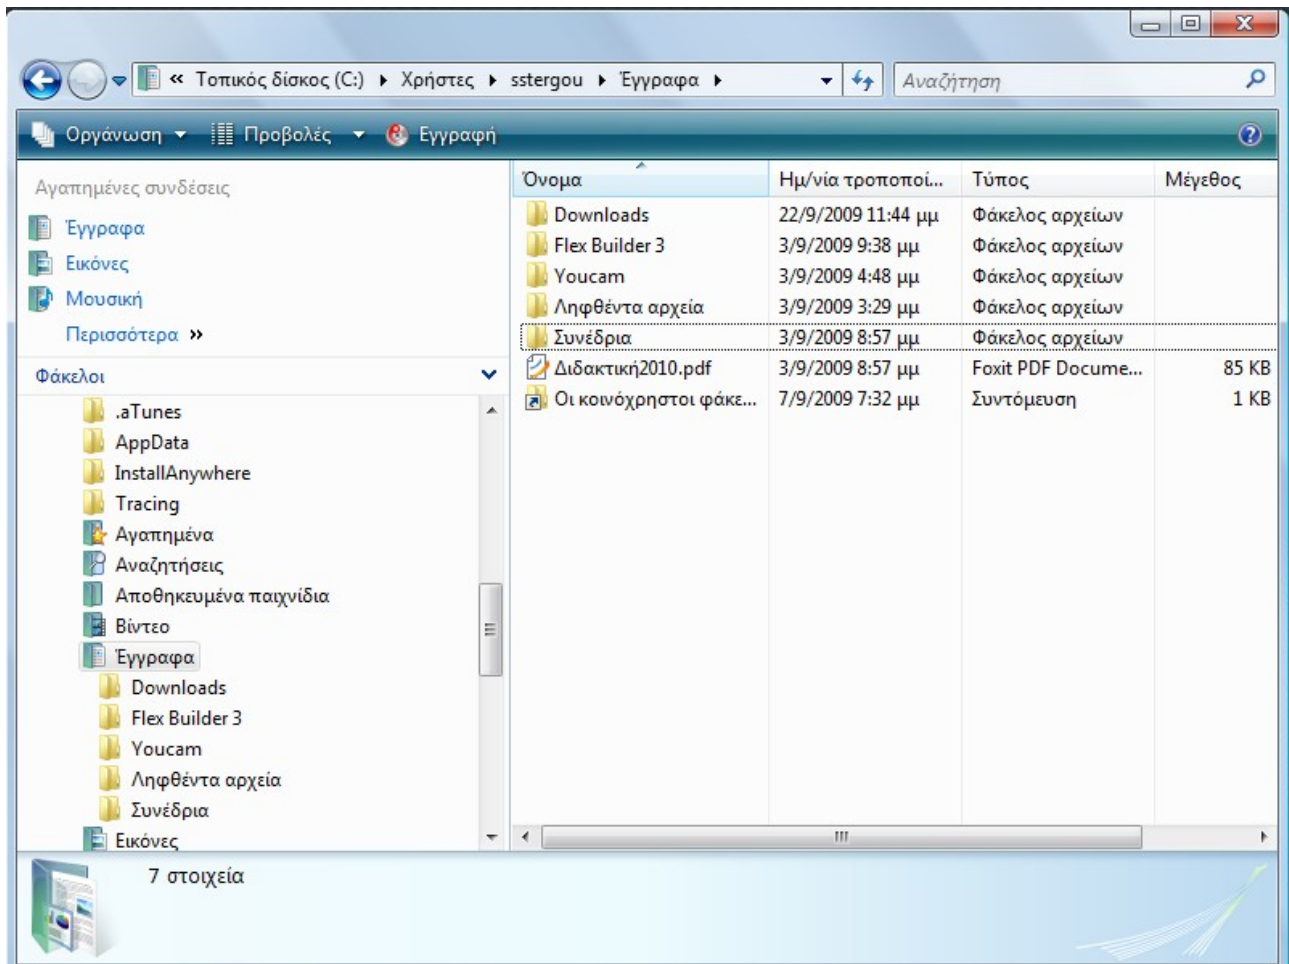 « Τοπικός δίσκος (C:) Χρήστες sstergou Έγγραφα Αναζήτηση
Οργάνωση Προβολές Εγγραφή
Αγαπημένες συνδέσεις
Έγγραφα
Εικόνες
Μουσική
Περισσότερα »
Φάκελοι
.aTunes
AppData
InstallAnywhere
Tracing
Αγαπημένα
Αναζητήσεις
Αποθηκευμένα παιχνίδια
Βίντεο
Έγγραφα
Downloads
Flex Builder 3
Youcam
Ληφθέντα αρχεία
Συνέδρια
Εικόνες
Όνομα Ημ/νία τροποποί... Τύπος Μέγεθος
Downloads 22/9/2009 11:44 μμ Φάκελος αρχείων
Flex Builder 3 3/9/2009 9:38 μμ Φάκελος αρχείων
Youcam 3/9/2009 4:48 μμ Φάκελος αρχείων
Ληφθέντα αρχεία 3/9/2009 3:29 μμ Φάκελος αρχείων
Συνέδρια 3/9/2009 8:57 μμ Φάκελος αρχείων
Διδακτική2010.pdf 3/9/2009 8:57 μμ Foxit PDF Docume... 85 KB
Οι κοινόχρηστοι φάκε... 7/9/2009 7:32 μμ Συντόμευση 1 KB
7 στοιχεία